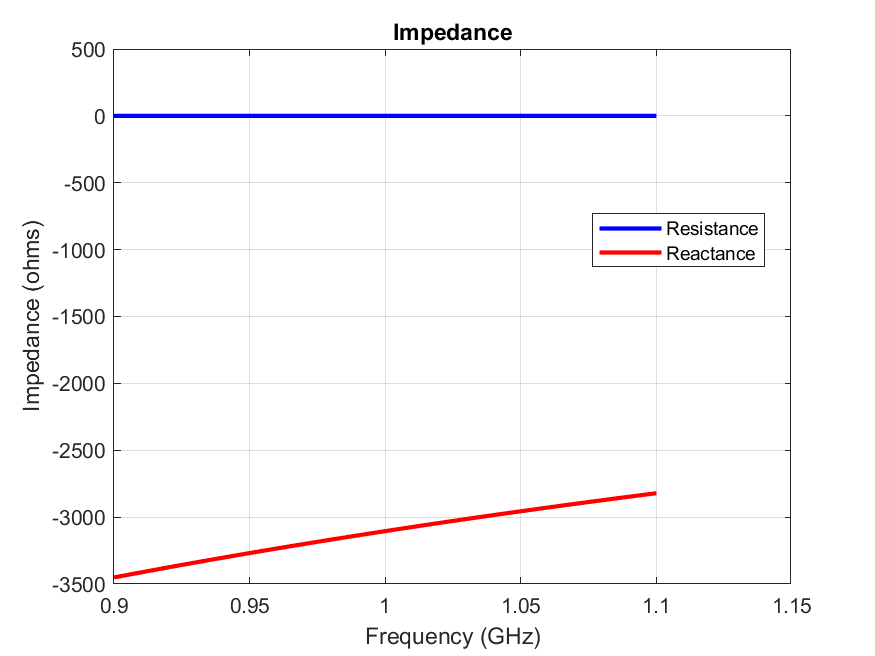 Impedance
500
0
-500
-1000
-1500
-2000
-2500
-3000
-3500
Impedance (ohms)
Resistance
Reactance
0.9 0.95 1 1.05 1.1 1.15
Frequency (GHz)